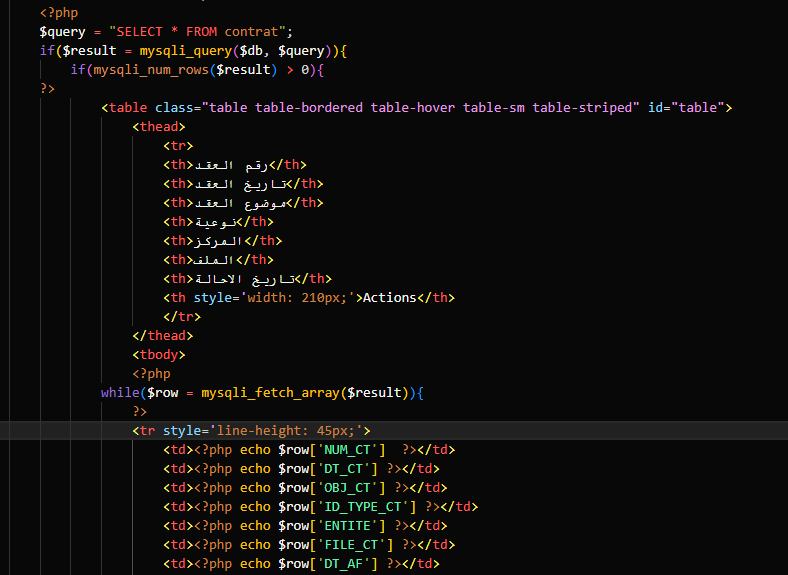 <?php
$query = "SELECT * FROM contrat";
if($result = mysqli_query($db, $query)){
if(mysqli_num_rows($result) > 0){
?>
<table class="table table-bordered table-hover table-sm table-striped" id="table">
<thead>
<tr>
<th>رقم العقد</th>
<th>تاريخ العقد</th>
<th>موضوع العقد</th>
<th>نوعية</th>
<th>المركز</th>
<th>الملف</th>
<th>تاريخ الاحالة</th>
<th style='width: 210px;'>Actions</th>
</tr>
</thead>
<tbody>
<?php
while($row = mysqli_fetch_array($result)){
?>
<tr style='line-height: 45px;'>
<td><?php echo $row['NUM_CT']  ?></td>
<td><?php echo $row['DT_CT'] ?></td>
<td><?php echo $row['OBJ_CT'] ?></td>
<td><?php echo $row['ID_TYPE_CT'] ?></td>
<td><?php echo $row['ENTITE'] ?></td>
<td><?php echo $row['FILE_CT'] ?></td>
<td><?php echo $row['DT_AF'] ?></td>